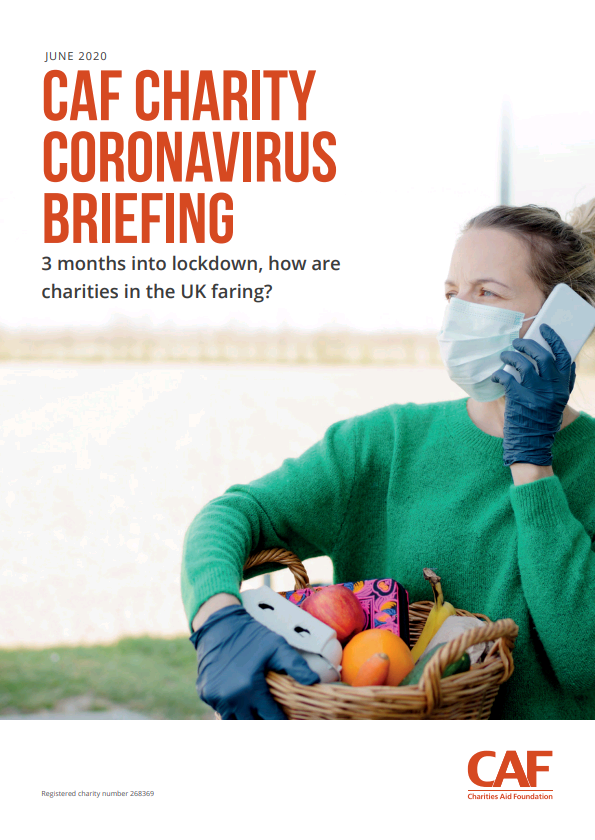 JUNE 2020
CAF CHARITY
CORONAVIRUS
BRIEFING
3 months into lockdown, how are
charities in the UK faring?
Registered charity number 268369
CAF
Charities Aid Foundation